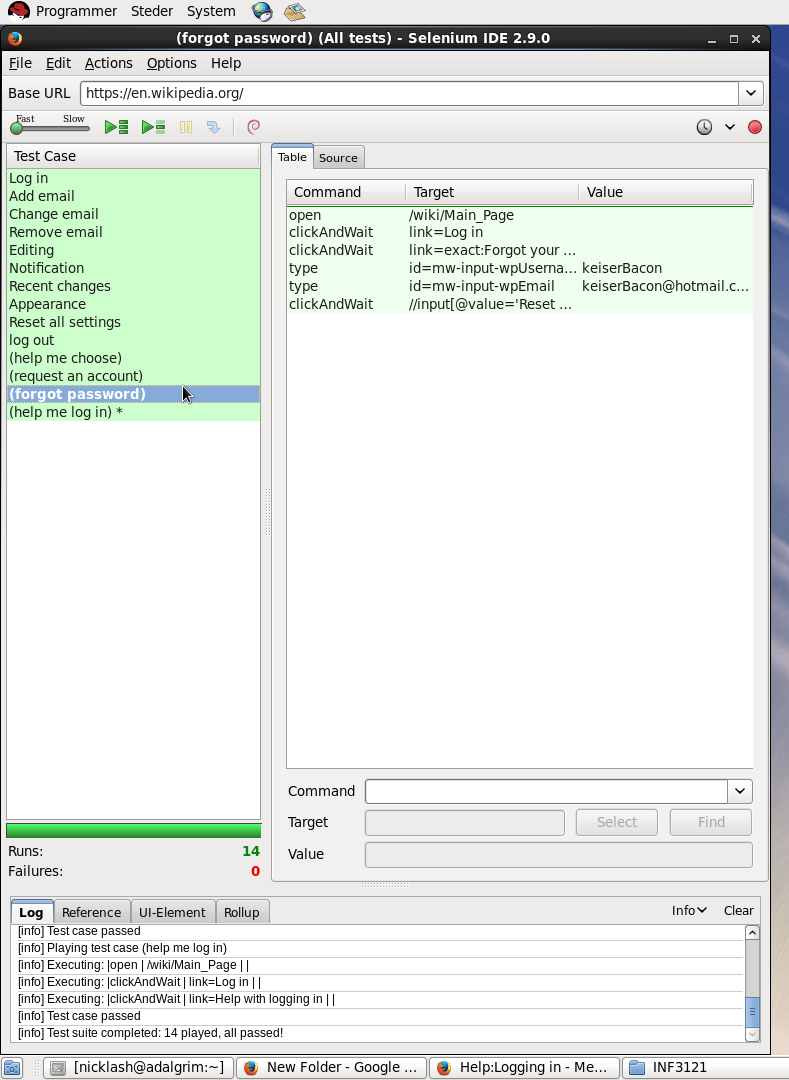 Programmer Steder System
(forgot password) (All tests) - Selenium IDE 2.9.0
File Edit Actions Options Help
Base URL https://en.wikipedia.org/
Fast Slow
Test Case
Log in
Add email
Change email
Remove email
Editing
Notification
Recent changes
Appearance
Reset all settings
log out
(help me choose)
(request an account)
(forgot password)
(help me log in) *
Runs: 14
Failures: 0
Table Source
Command Target Value
open /wiki/Main_Page
clickAndWait link=Log in
clickAndWait link=exact:Forgot your ...
type id=mw-input-wpUserna... keiserBacon
type id=mw-input-wpEmail keiserBacon@hotmail.c...
clickAndWait //input[@value='Reset ...
Command
Target Select Find
Value
Log Reference UI-Element Rollup Info Clear
[info] Test case passed
[info] Playing test case (help me log in)
[info] Executing: |open | /wiki/Main_Page | |
[info] Executing: |clickAndWait | link=Log in | |
[info] Executing: |clickAndWait | link=Help with logging in | |
[info] Test case passed
[info] Test suite completed: 14 played, all passed!
[nicklash@adalgrim:~] New Folder - Google ... Help:Logging in - Me... INF3121